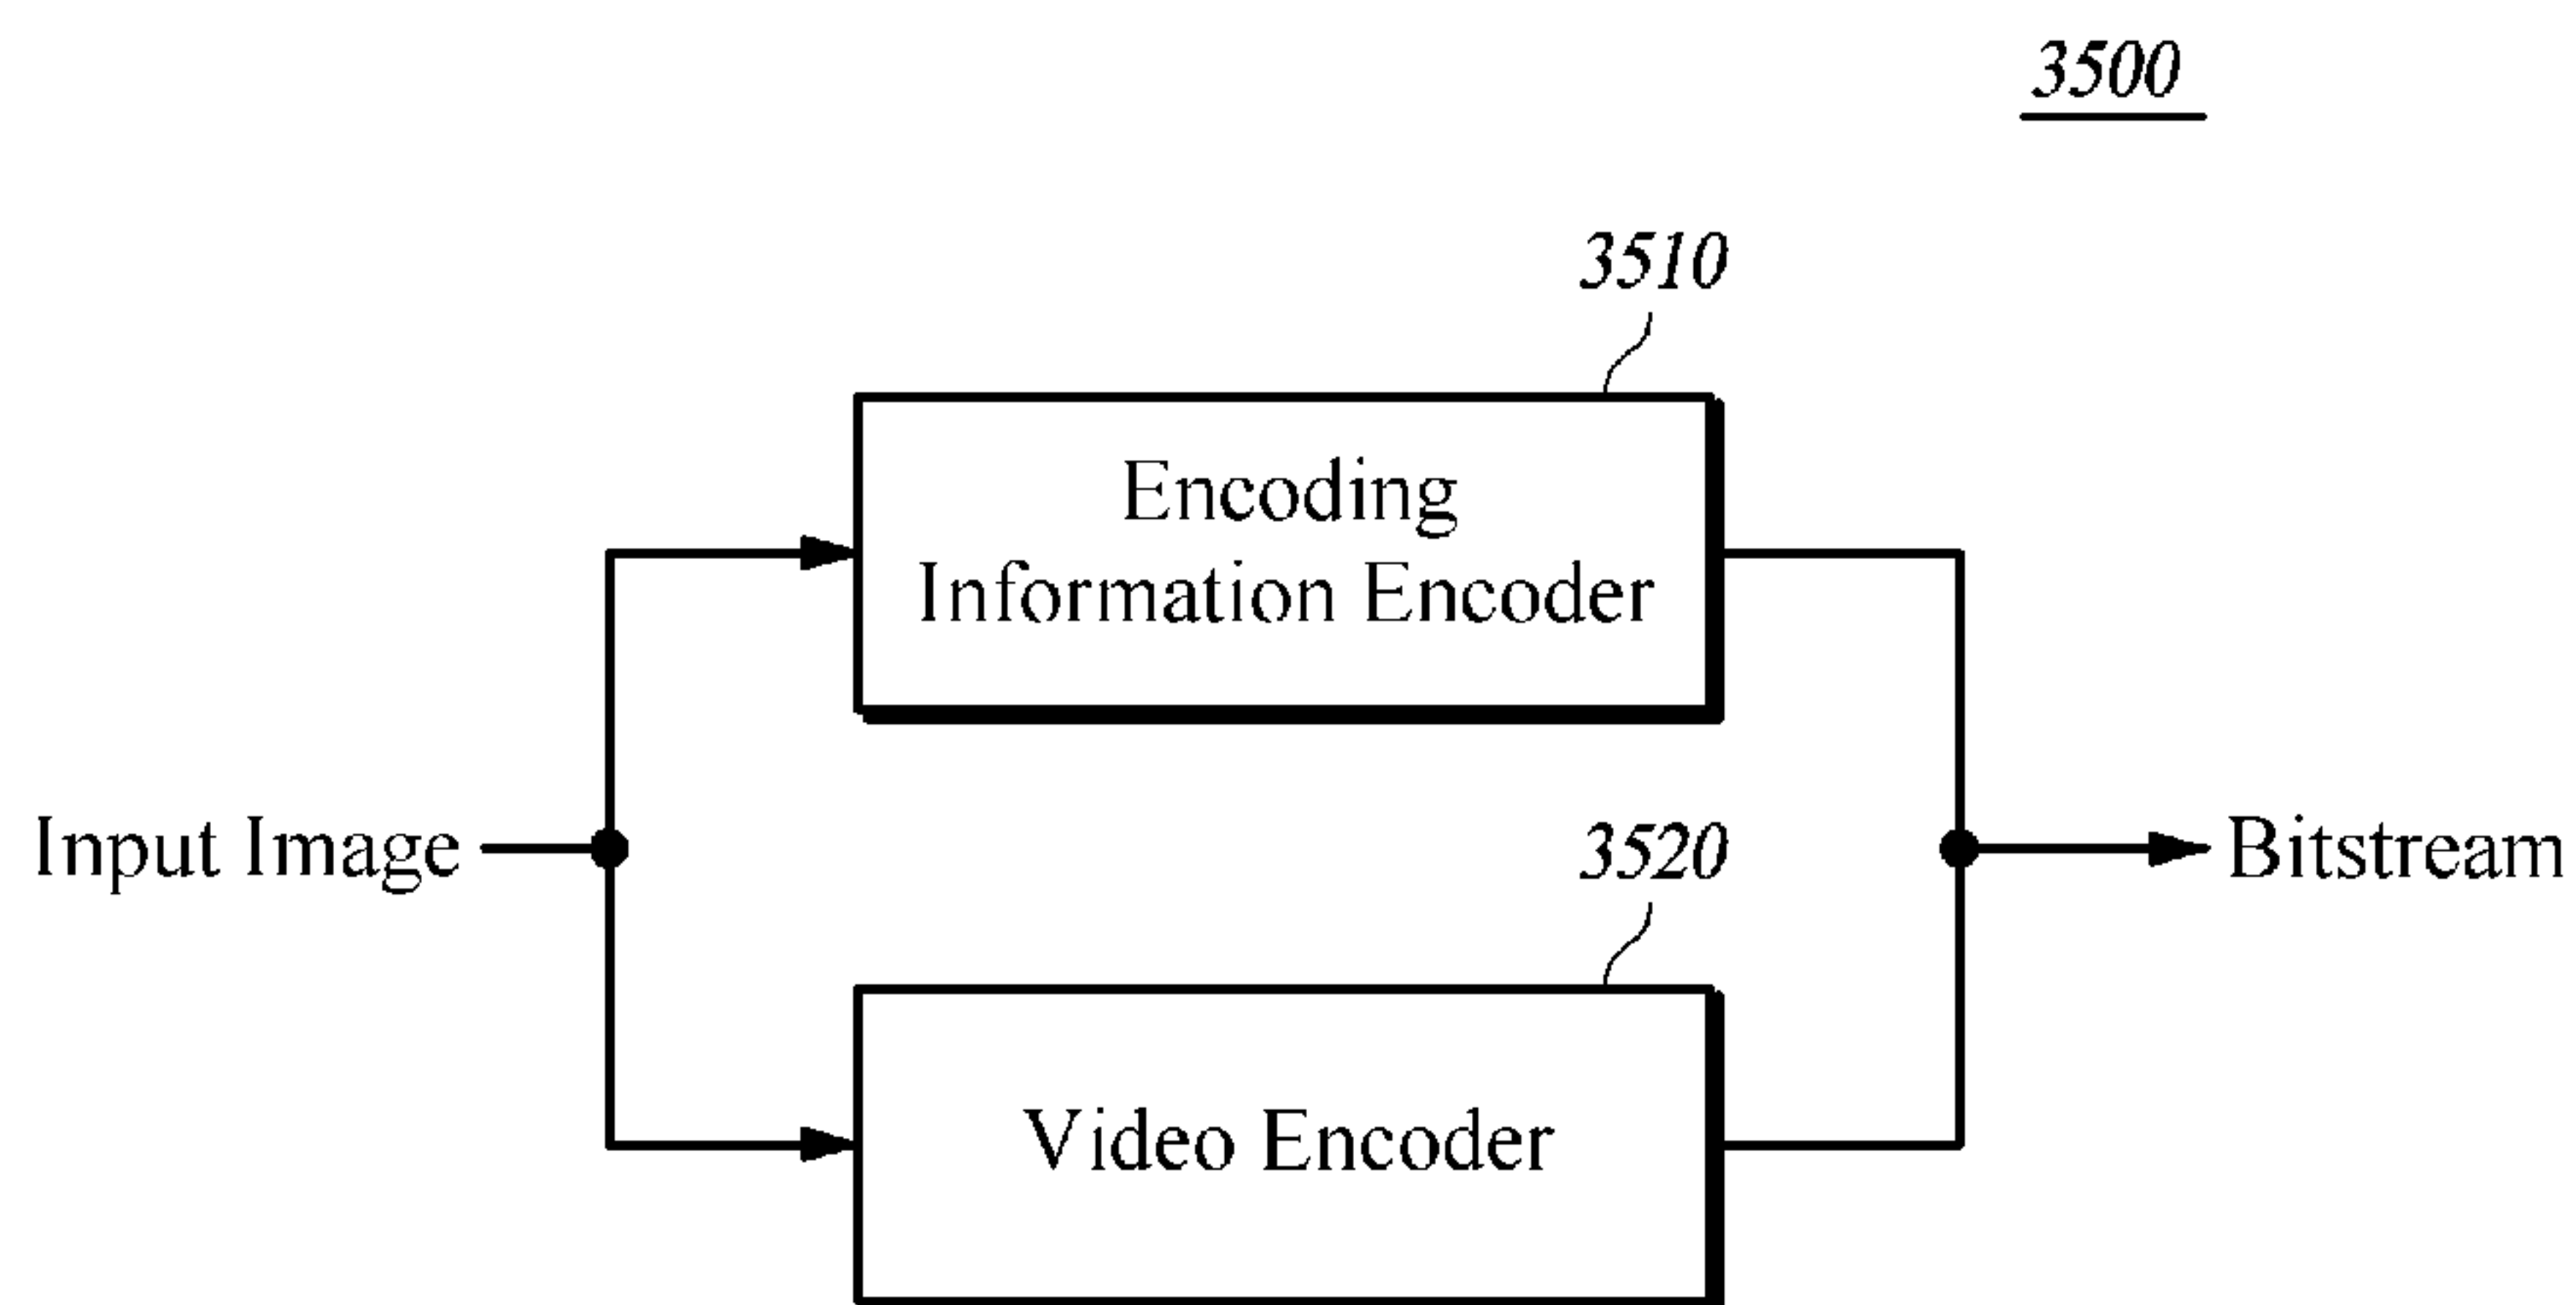 3500
3510
Encoding
Information Encoder
Input Image
3520
Bitstream
Video Encoder